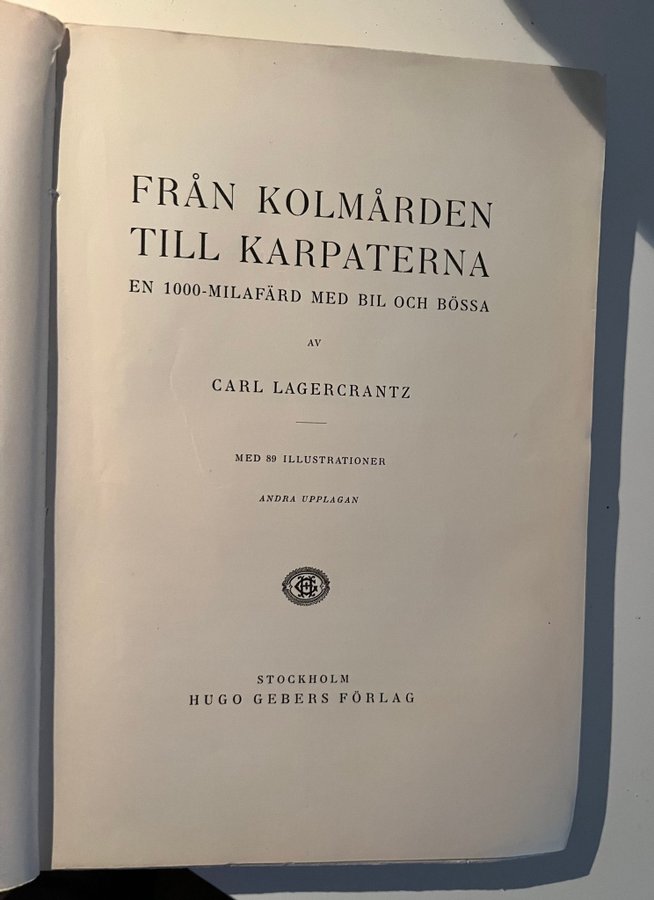 FRÅN KOLMÅRDEN
TILL KARPATERNA
EN 1000-MILAFÄRD MED BIL OCH BÖSSA
AV
CARL LAGERCRANTZ
MED 89 ILLUSTRATIONER
ANDRA UPPLAGAN
STOCKHOLM
HUGO GEBERS FÖRLAG